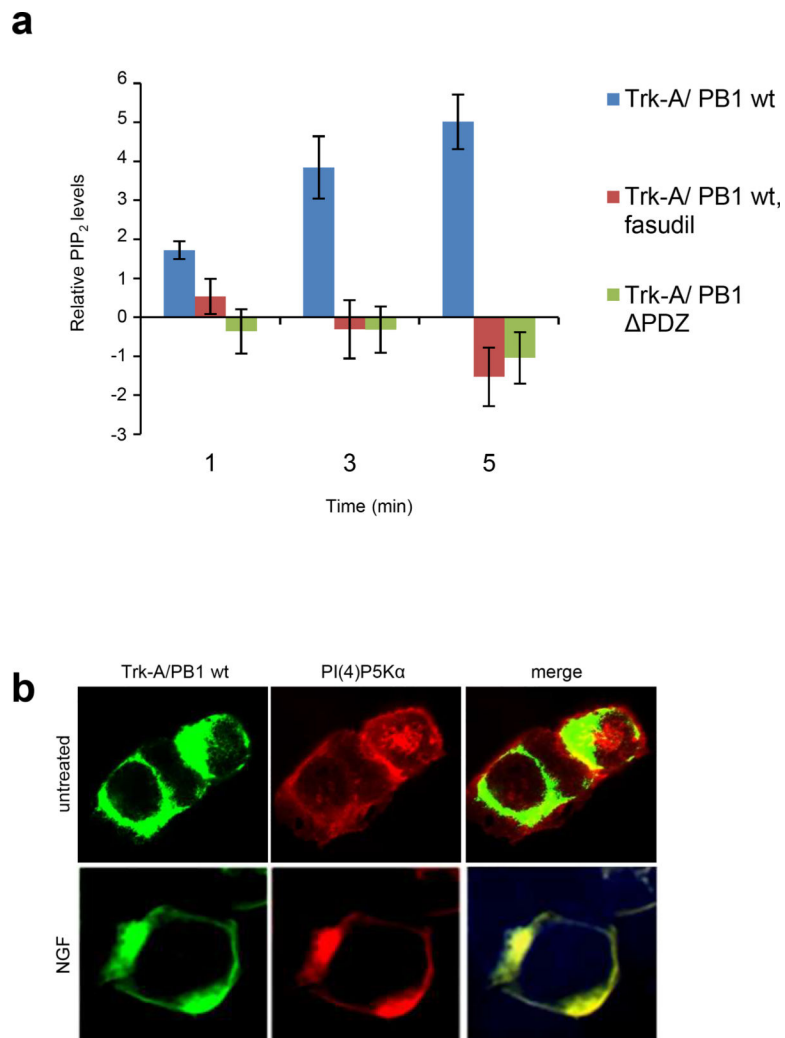 a
6
5
4
3
2
1
0
-1
-2
-3
Relative PIP₂ levels
1 3 5
Time (min)
Trk-A/ PB1 wt
Trk-A/ PB1 wt,
fasudil
Trk-A/ PB1
ΔPDZ
b
Trk-A/PB1 wt PI(4)P5Kα merge
untreated
NGF